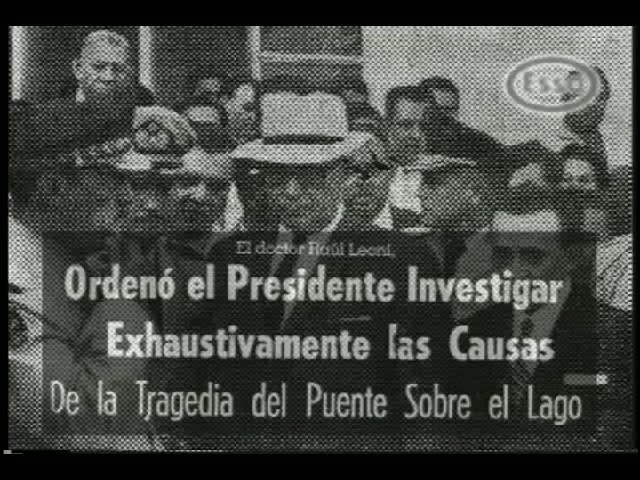 ESSO
El doctor Raúl Leoni,
Ordenó el Presidente Investigar
Exhaustivamente las Causas
De la Tragedia del Puente Sobre el Lago